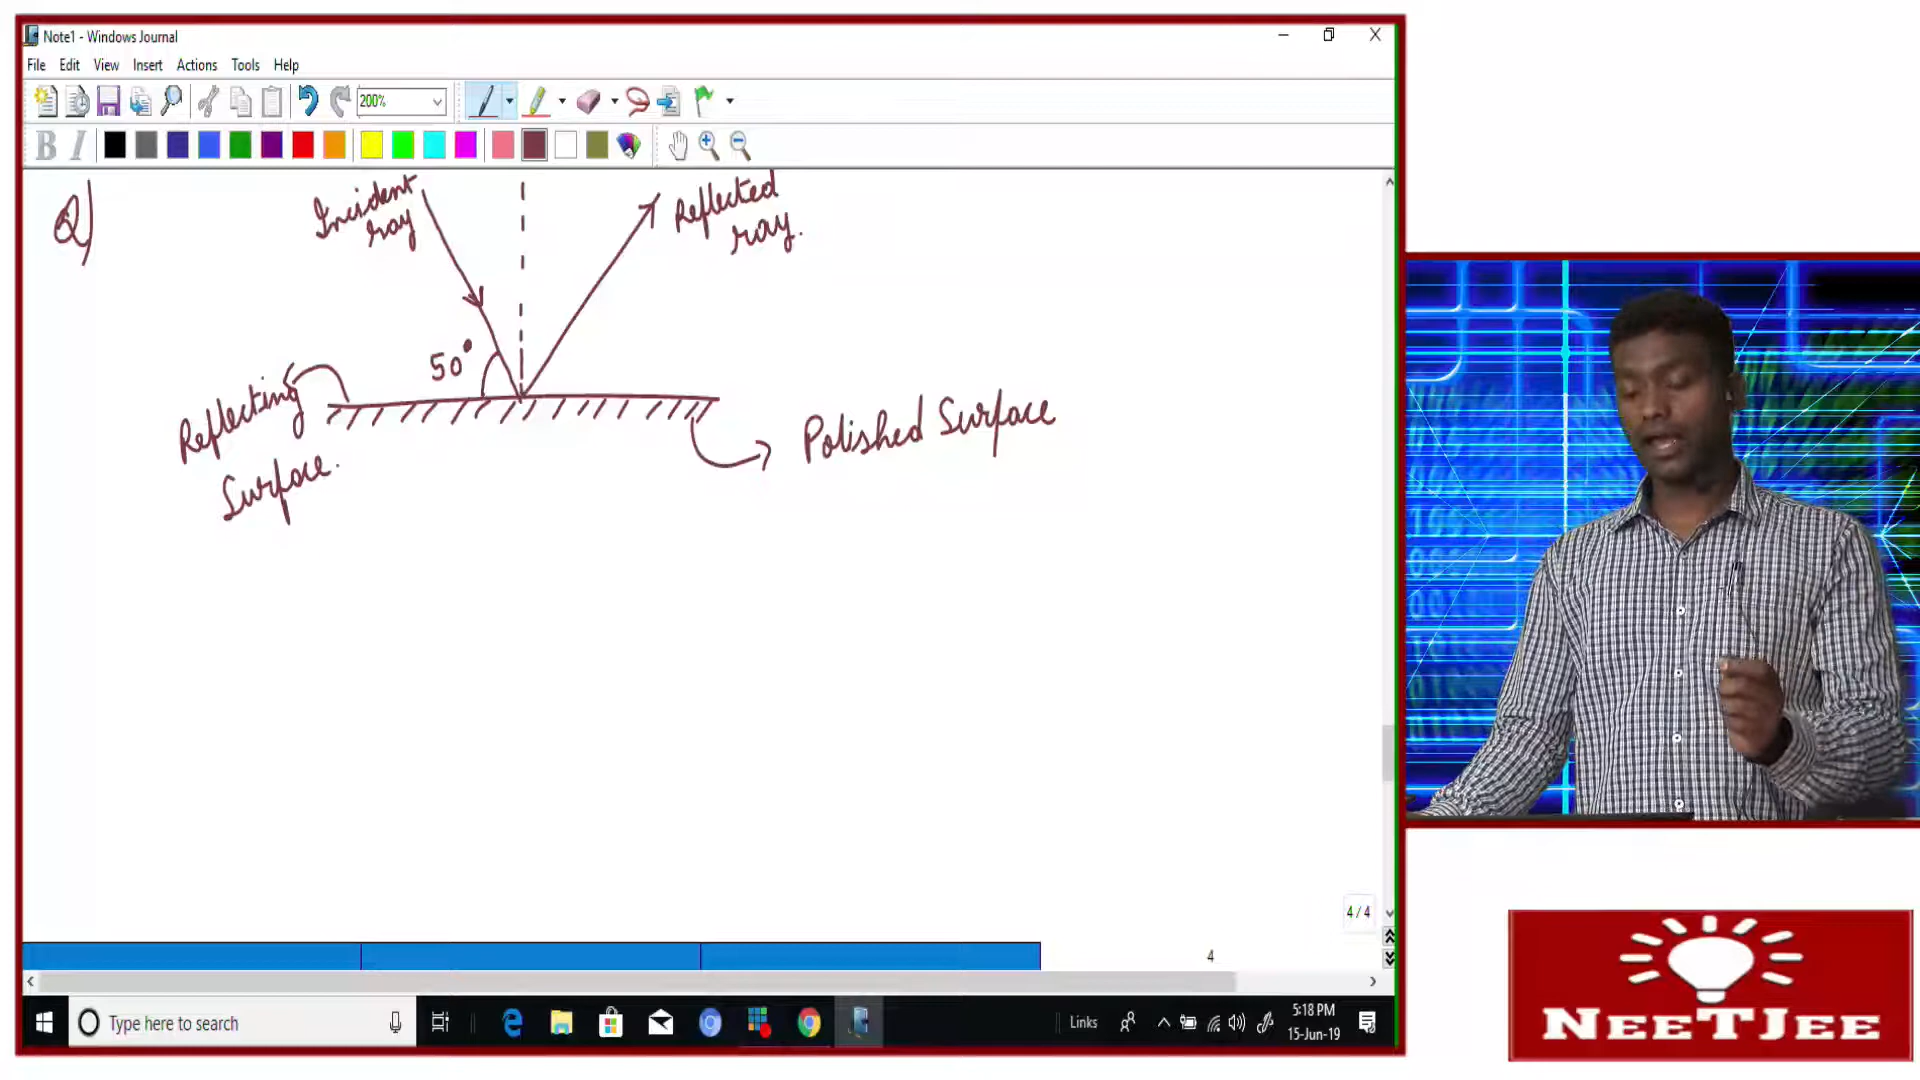 Note1 - Windows Journal
File Edit View Insert Actions Tools Help
200%
B I
Q)
Incident
ray
Reflected
ray.
50°
Reflecting
Surface.
Polished Surface
4 / 4
4
Type here to search
Links
5:18 PM
15-Jun-19
NEETJEE